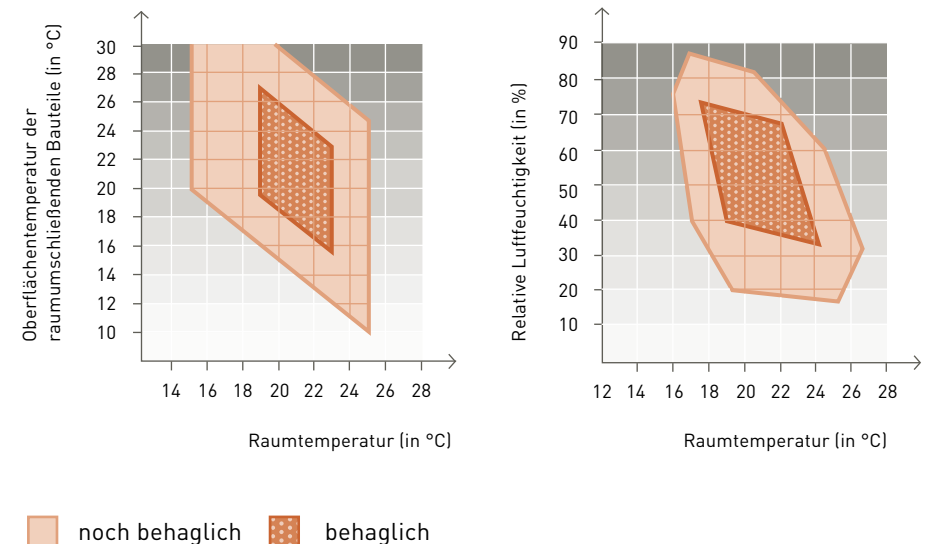 Oberflächentemperatur der
raumumschließenden Bauteile (in °C)
30
28
26
24
22
20
18
16
14
12
10
14 16 18 20 22 24 26 28
Raumtemperatur (in °C)
Relative Luftfeuchtigkeit (in %)
90
80
70
60
50
40
30
20
10
12 14 16 18 20 22 24 26 28
Raumtemperatur (in °C)
noch behaglich behaglich